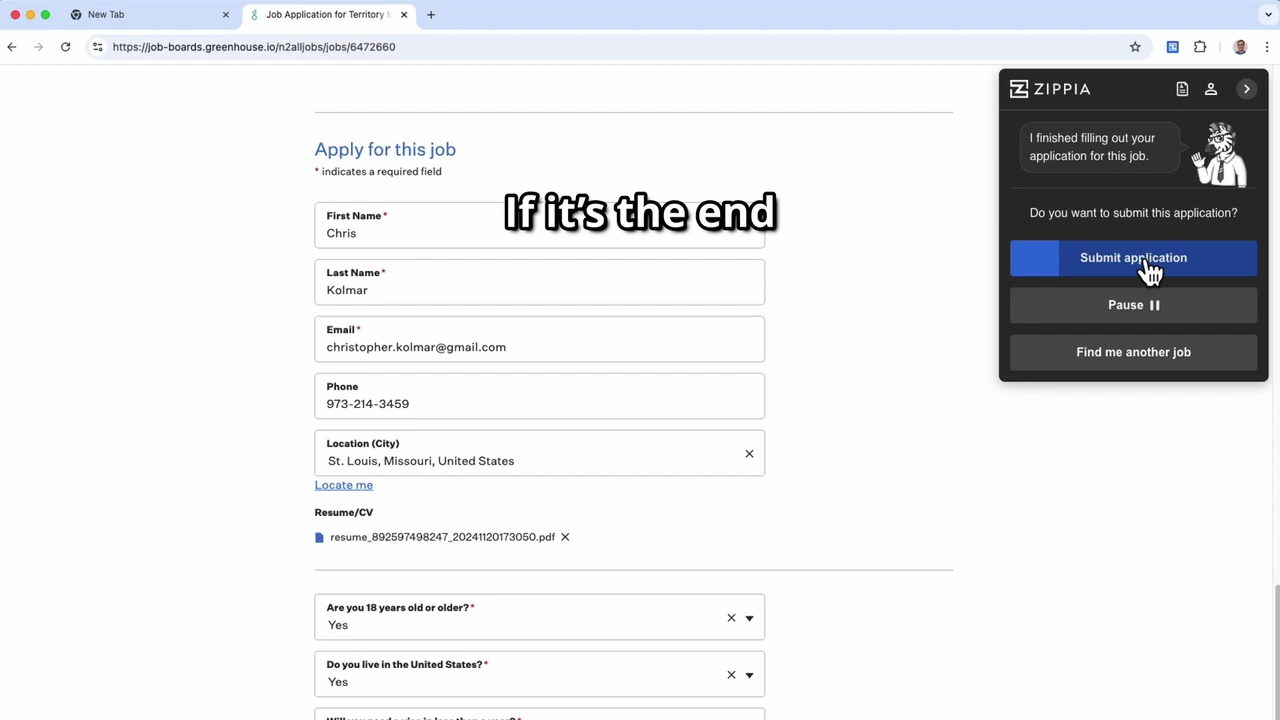 New Tab
Job Application for Territory
https://job-boards.greenhouse.io/n2alljobs/jobs/6472660
ZIPPIA
I finished filling out your
application for this job.
Do you want to submit this application?
Submit application
Pause
Find me another job
Apply for this job
* indicates a required field
If it's the end
First Name*
Chris
Last Name*
Kolmar
Email*
christopher.kolmar@gmail.com
Phone
973-214-3459
Location (City)
St. Louis, Missouri, United States
Locate me
Resume/CV
resume_892597498247_20241120173050.pdf
Are you 18 years old or older?*
Yes
Do you live in the United States?*
Yes